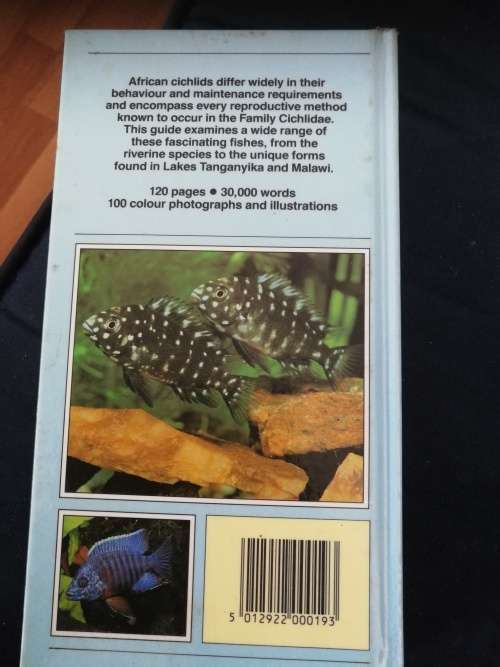 African cichlids differ widely in their
behaviour and maintenance requirements
and encompass every reproductive method
known to occur in the Family Cichlidae.
This guide examines a wide range of
these fascinating fishes, from the
riverine species to the unique forms
found in Lakes Tanganyika and Malawi.
120 pages ● 30,000 words
100 colour photographs and illustrations
5 012922 000193